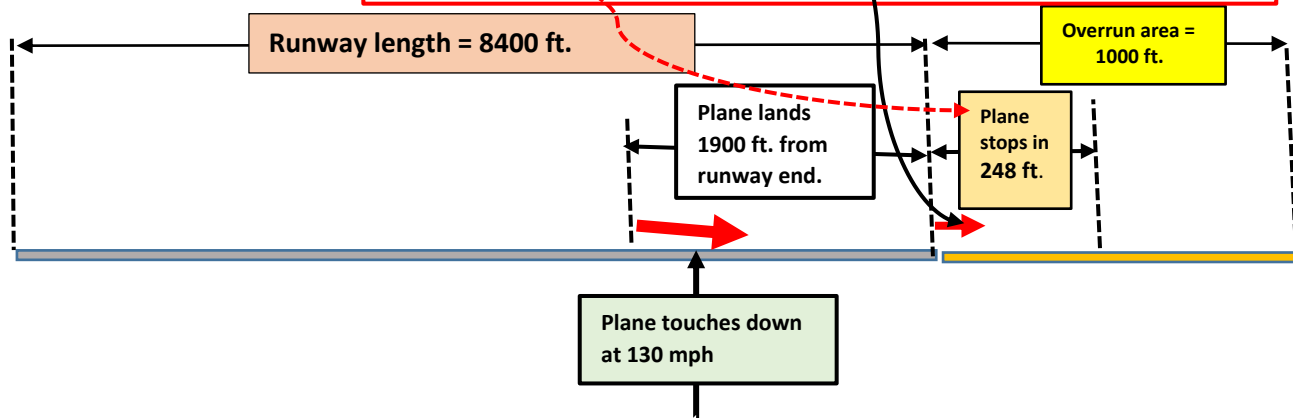 Runway length = 8400 ft.
Overrun area =
1000 ft.
Plane lands
1900 ft. from
runway end.
Plane
stops in
248 ft.
Plane touches down
at 130 mph